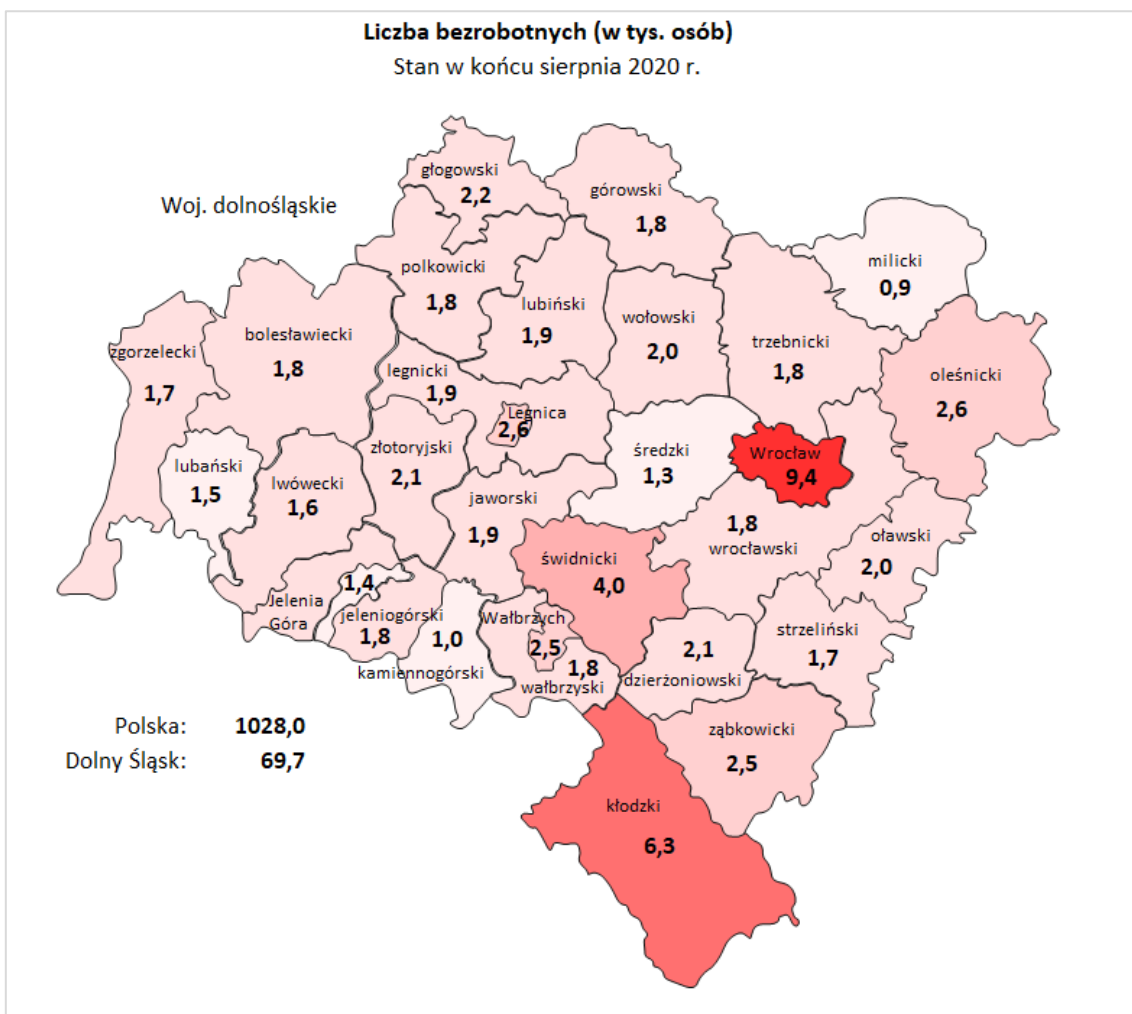 Liczba bezrobotnych (w tys. osób)
Stan w końcu sierpnia 2020 r.
Woj. dolnośląskie
głogowski
2,2
górowski
1,8
milicki
0,9
polkowicki
1,8
lubiński
1,9
wołowski
2,0
trzebnicki
1,8
oleśnicki
2,6
bolesławiecki
1,8
zgorzelecki
1,7
legnicki
1,9
Legnica
2,6
złotoryjski
2,1
średzki
1,3
Wrocław
9,4
lubański
1,5
lwówecki
1,6
jaworski
1,9
1,8
wrocławski
oławski
2,0
świdnicki
4,0
1,4
Jelenia
Góra
jeleniogórski
1,8
1,0
kamiennogórski
Wałbrzych
2,5
1,8
wałbrzyski
2,1
dzierżoniowski
strzeliński
1,7
ząbkowicki
2,5
kłodzki
6,3
Polska: 1028,0
Dolny Śląsk: 69,7